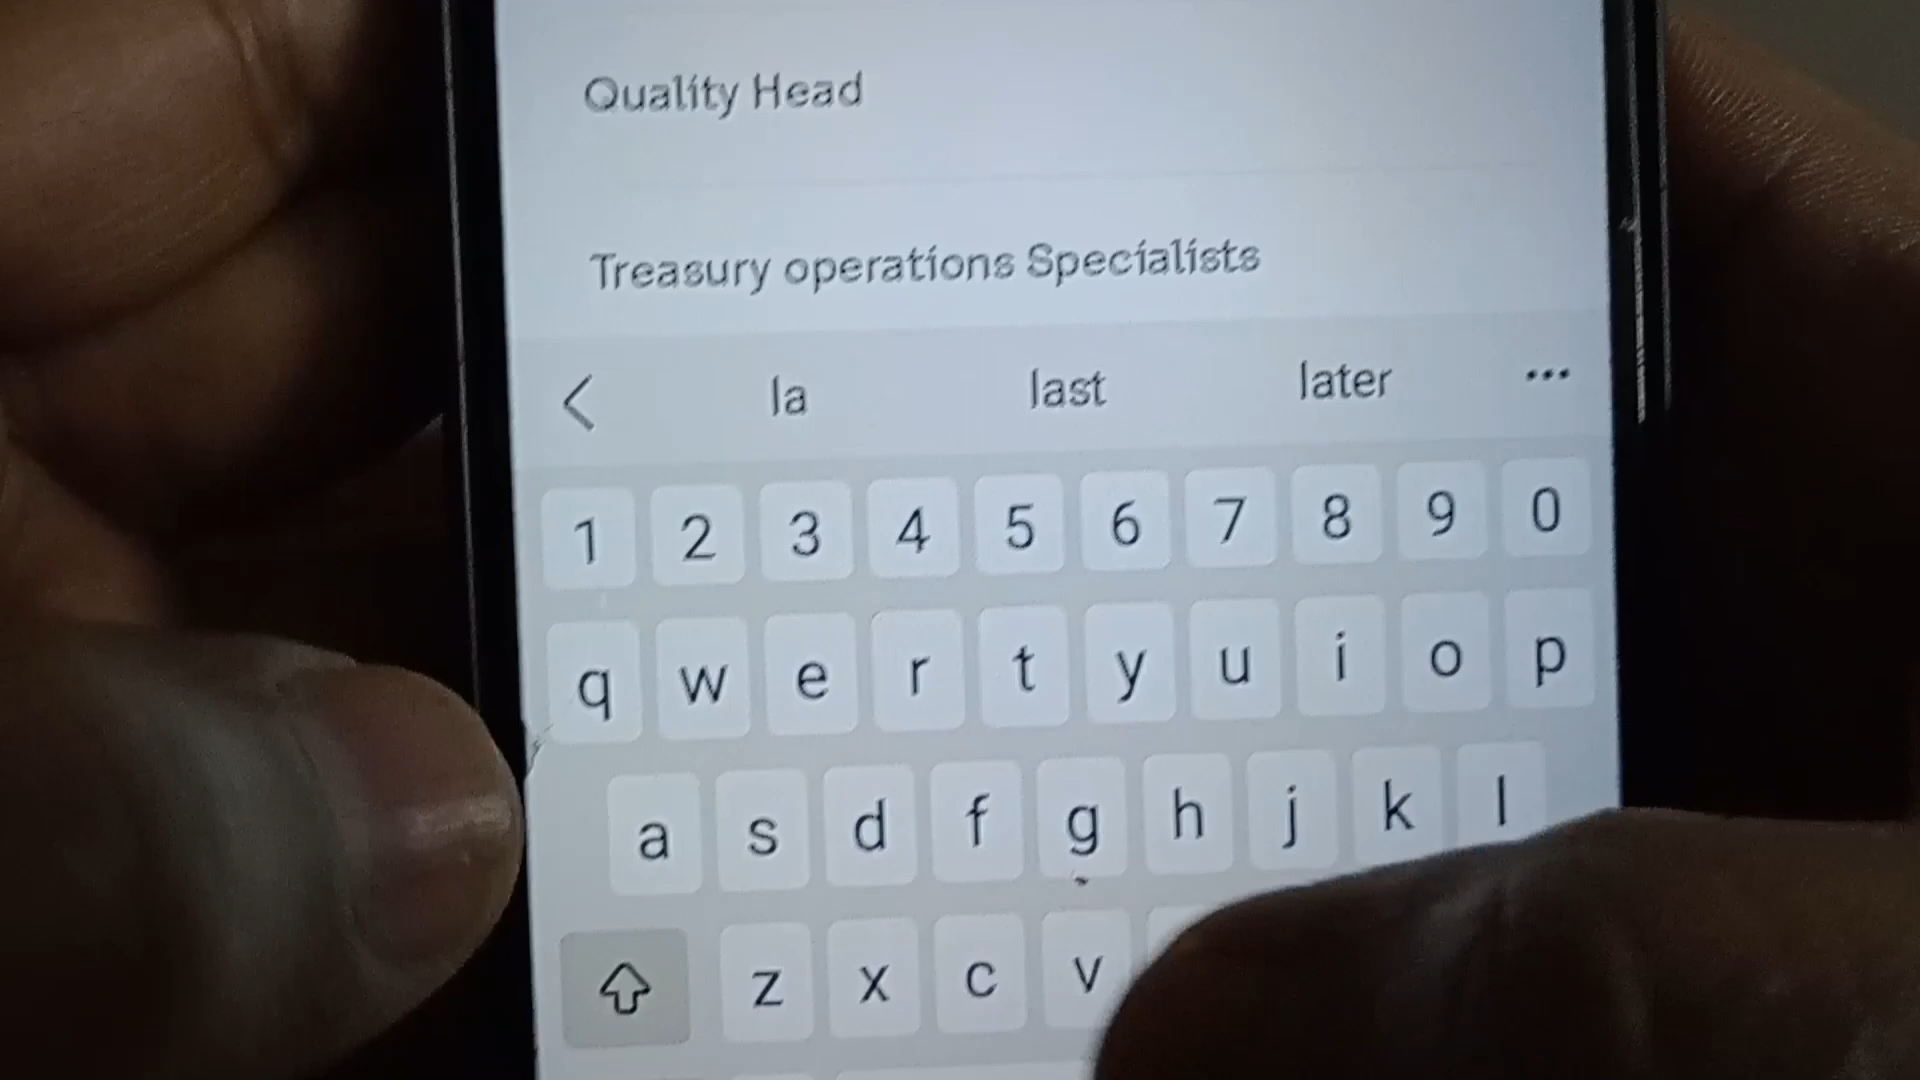 Quality Head
Treasury operations Specialists
la last later ...
1 2 3 4 5 6 7 8 9 0
q w e r t y u i o p
a s d f g h j k l
z x c v